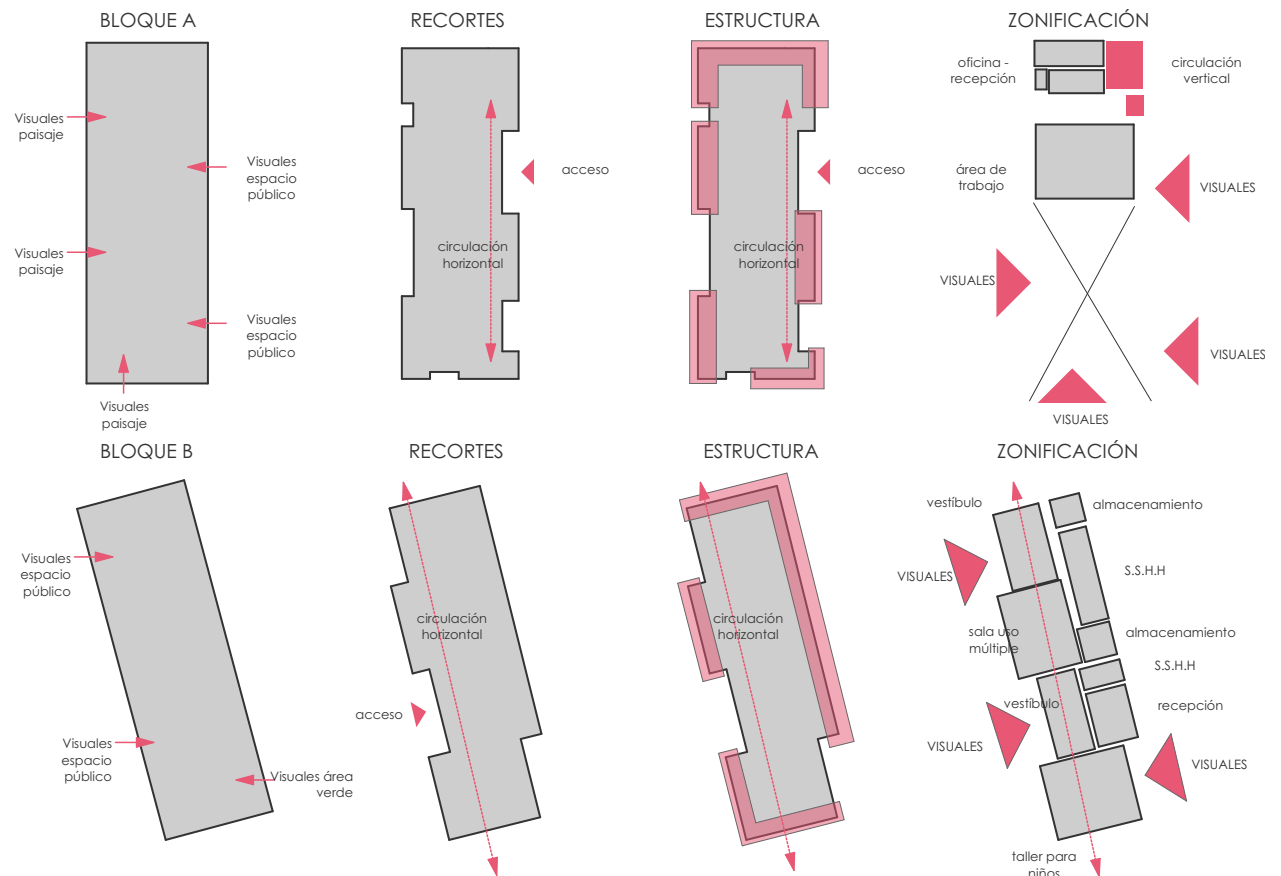 BLOQUE A
Visuales
paisaje
Visuales
espacio
público
Visuales
paisaje
Visuales
espacio público
Visuales
paisaje
RECORTES
acceso
circulación
horizontal
ESTRUCTURA
acceso
circulación
horizontal
ZONIFICACIÓN
oficina -
recepción
circulación
vertical
área de
trabajo
VISUALES
VISUALES
VISUALES
VISUALES
BLOQUE B
Visuales
espacio
público
Visuales
espacio
público
Visuales área
verde
RECORTES
circulación
horizontal
acceso
ESTRUCTURA
circulación
horizontal
ZONIFICACIÓN
vestíbulo
almacenamiento
VISUALES
S.S.H.H
sala uso
múltiple
almacenamiento
S.S.H.H
vestíbulo
recepción
VISUALES
VISUALES
taller para
niños